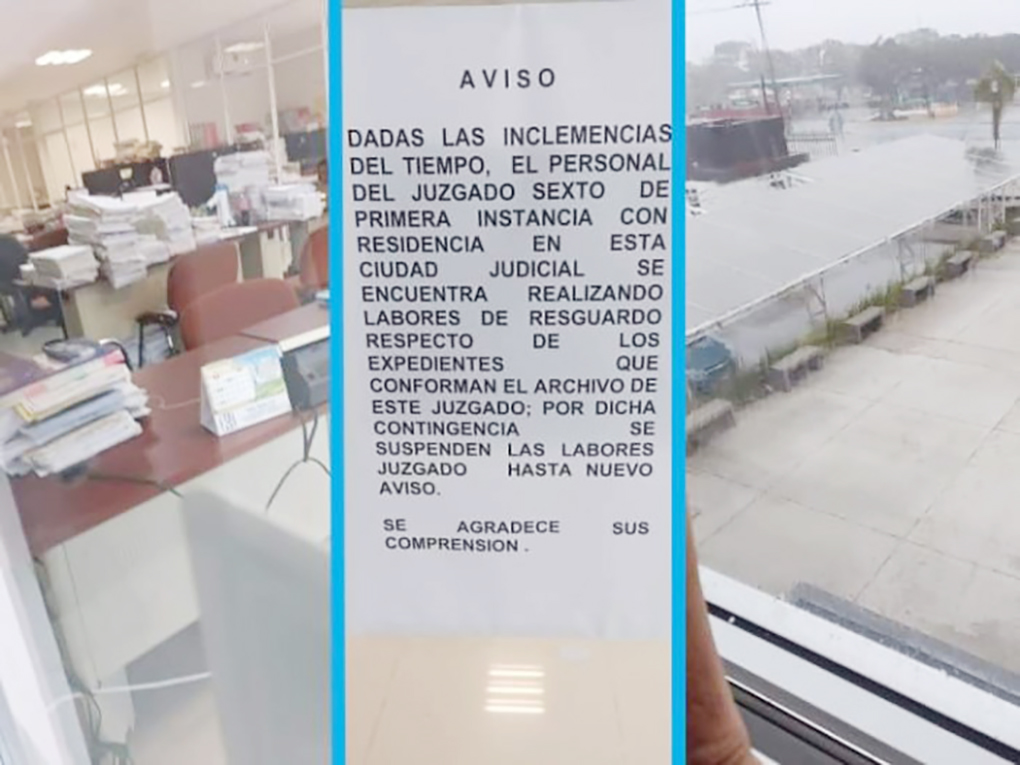 AVISO
DADAS LAS INCLEMENCIAS
DEL TIEMPO, EL PERSONAL
DEL JUZGADO SEXTO DE
PRIMERA INSTANCIA CON
RESIDENCIA EN ESTA
CIUDAD JUDICIAL SE
ENCUENTRA REALIZANDO
LABORES DE RESGUARDO
RESPECTO DE LOS
EXPEDIENTES QUE
CONFORMAN EL ARCHIVO DE
ESTE JUZGADO; POR DICHA
CONTINGENCIA SE
SUSPENDEN LAS LABORES
JUZGADO HASTA NUEVO
AVISO.
SE AGRADECE SUS
COMPRENSION .